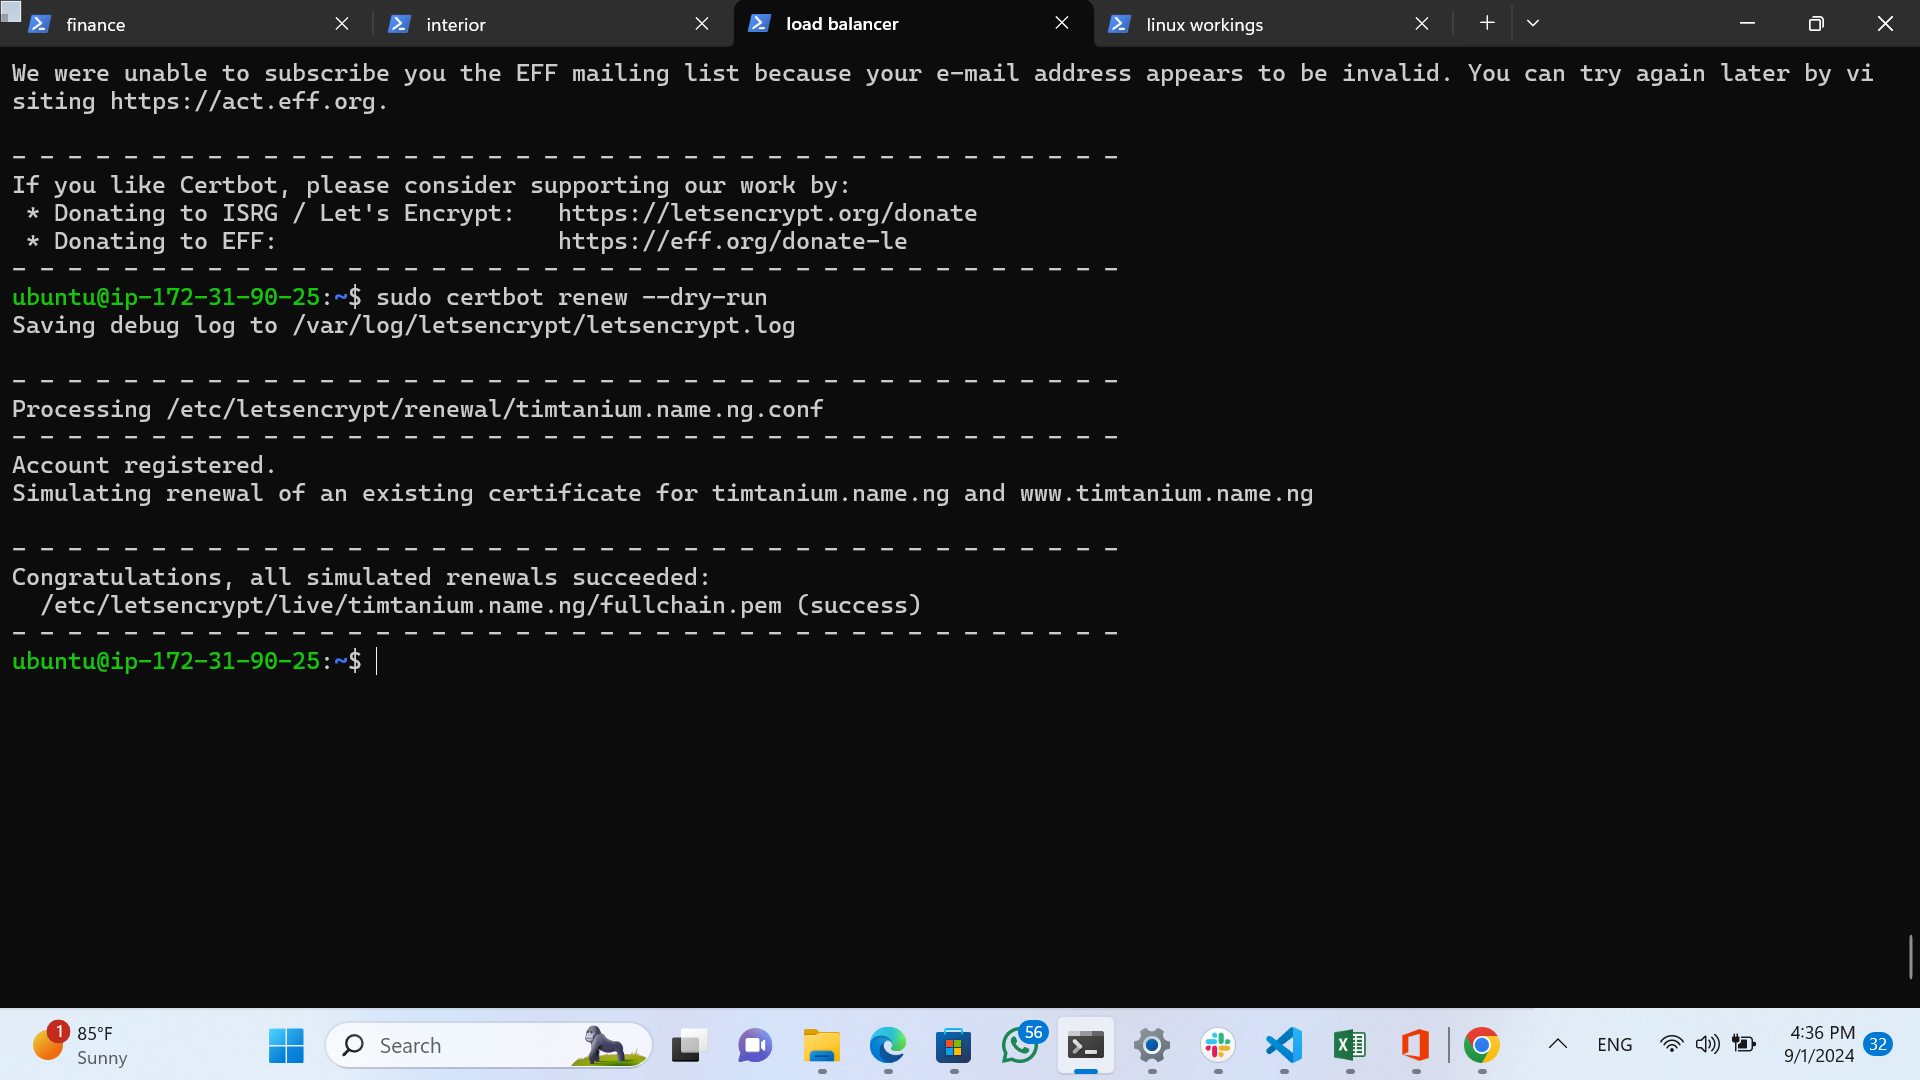 finance
interior
load balancer
linux workings
We were unable to subscribe you the EFF mailing list because your e-mail address appears to be invalid. You can try again later by vi
siting https://act.eff.org.
- - - - - - - - - - - - - - - - - - - - - - - - - - - - - - - - - - - - - - - -
If you like Certbot, please consider supporting our work by:
 * Donating to ISRG / Let's Encrypt:   https://letsencrypt.org/donate
 * Donating to EFF:                    https://eff.org/donate-le
- - - - - - - - - - - - - - - - - - - - - - - - - - - - - - - - - - - - - - - -
ubuntu@ip-172-31-90-25:~$ sudo certbot renew --dry-run
Saving debug log to /var/log/letsencrypt/letsencrypt.log
- - - - - - - - - - - - - - - - - - - - - - - - - - - - - - - - - - - - - - - -
Processing /etc/letsencrypt/renewal/timtanium.name.ng.conf
- - - - - - - - - - - - - - - - - - - - - - - - - - - - - - - - - - - - - - - -
Account registered.
Simulating renewal of an existing certificate for timtanium.name.ng and www.timtanium.name.ng
- - - - - - - - - - - - - - - - - - - - - - - - - - - - - - - - - - - - - - - -
Congratulations, all simulated renewals succeeded:
  /etc/letsencrypt/live/timtanium.name.ng/fullchain.pem (success)
- - - - - - - - - - - - - - - - - - - - - - - - - - - - - - - - - - - - - - - -
ubuntu@ip-172-31-90-25:~$
1
85°F
Sunny
Search
56
ENG
4:36 PM
9/1/2024
32